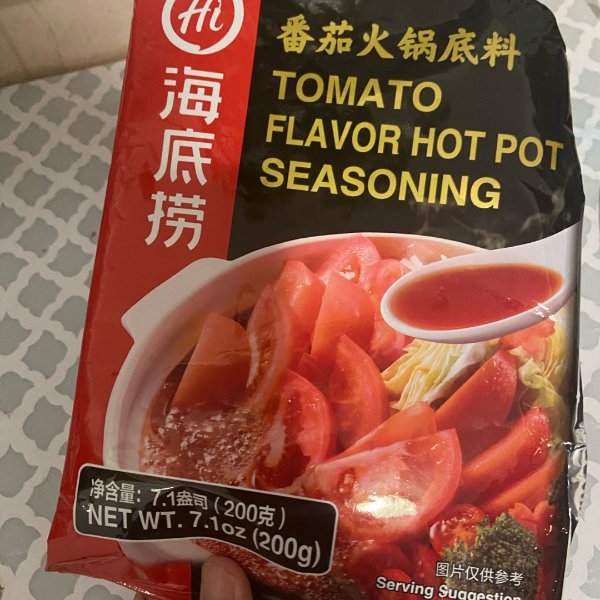 Hi
海底捞
番茄火锅底料
TOMATO
FLAVOR HOT POT
SEASONING
净含量: 7.1盎司 (200克)
NET WT. 7.1oz (200g)
图片仅供参考
Serving Suggestion